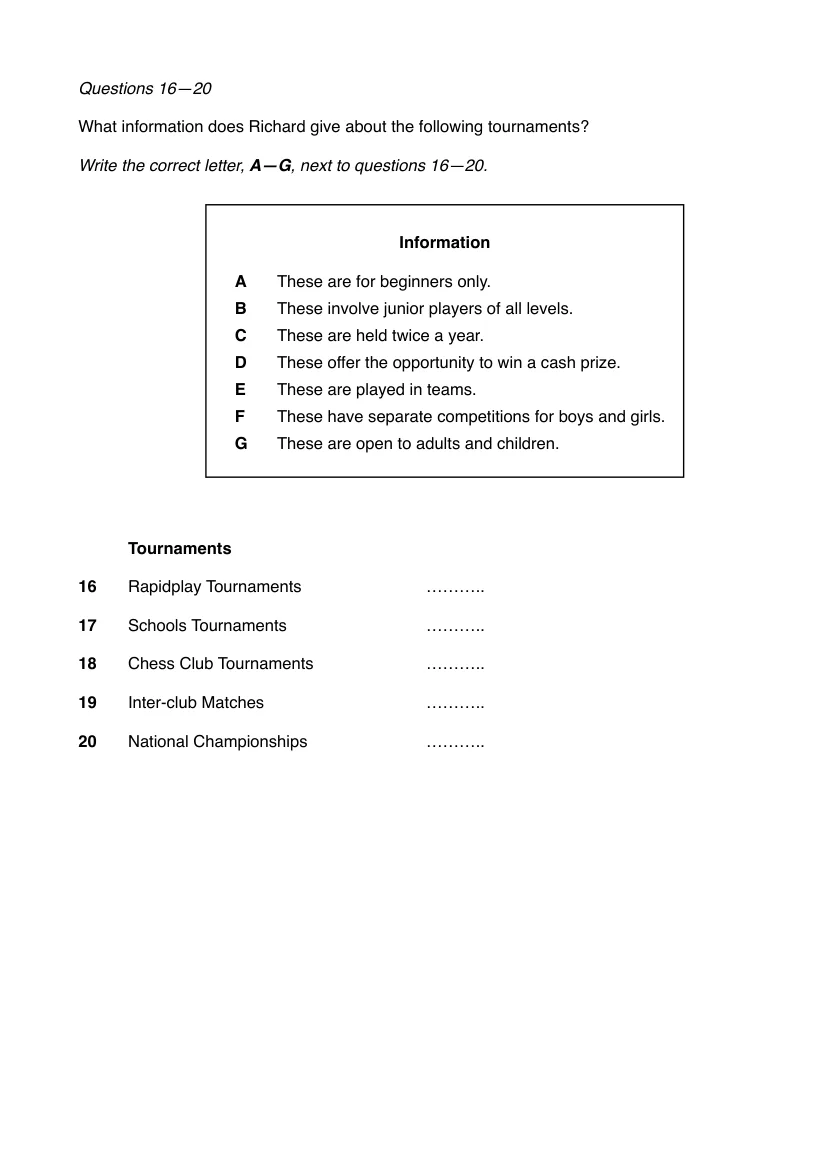 Questions 16—20
What information does Richard give about the following tournaments?
Write the correct letter, A—G, next to questions 16—20.
Information
A These are for beginners only.
B These involve junior players of all levels.
C These are held twice a year.
D These offer the opportunity to win a cash prize.
E These are played in teams.
F These have separate competitions for boys and girls.
G These are open to adults and children.
Tournaments
16 Rapidplay Tournaments ………..
17 Schools Tournaments ………..
18 Chess Club Tournaments ………..
19 Inter-club Matches ………..
20 National Championships ………..